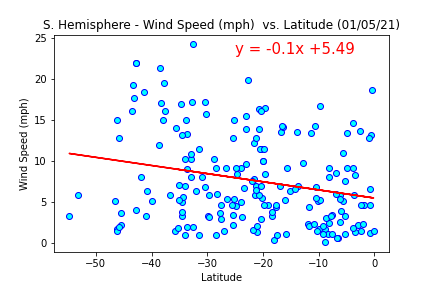 S. Hemisphere - Wind Speed (mph)  vs. Latitude (01/05/21)
y = -0.1x +5.49
25
20
15
10
5
0
Wind Speed (mph)
−50 −40 −30 −20 −10 0
Latitude